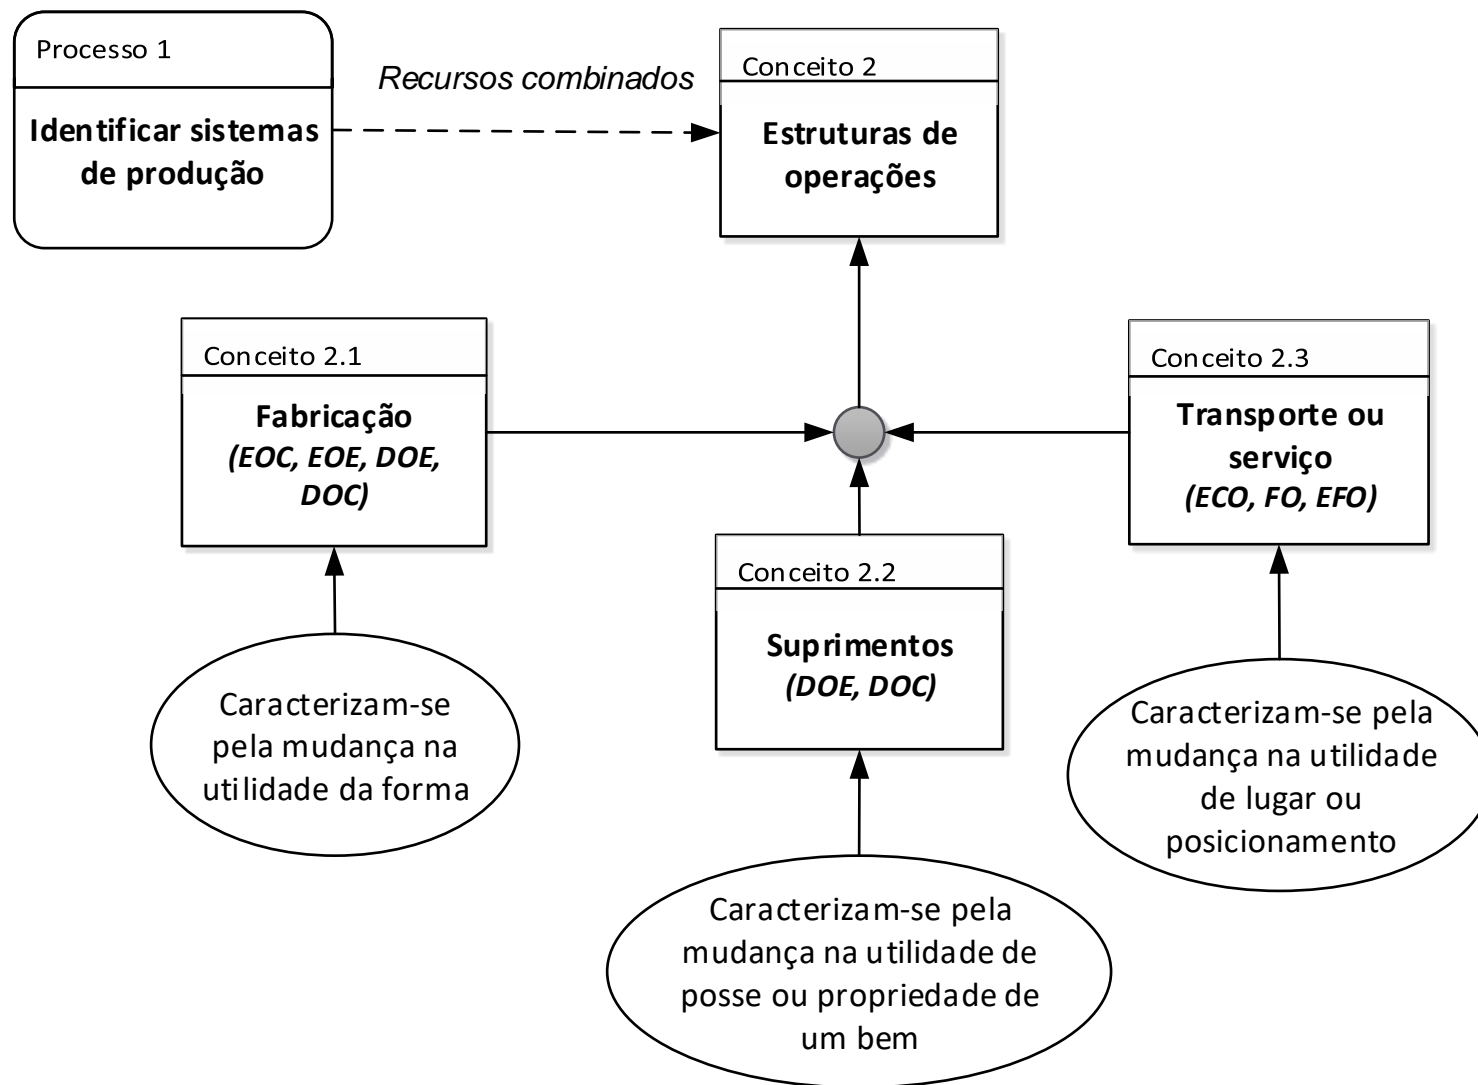 Processo 1
Identificar sistemas
de produção
Recursos combinados
Conceito 2
Estruturas de
operações
Conceito 2.1
Fabricação
(EOC, EOE, DOE,
DOC)
Conceito 2.3
Transporte ou
serviço
(ECO, FO, EFO)
Conceito 2.2
Suprimentos
(DOE, DOC)
Caracterizam-se
pela mudança na
utilidade da forma
Caracterizam-se pela
mudança na utilidade
de lugar ou
posicionamento
Caracterizam-se pela
mudança na utilidade de
posse ou propriedade de
um bem